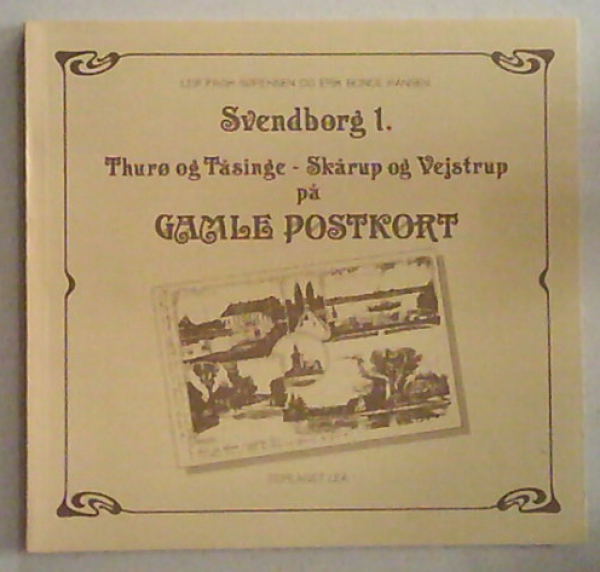 LEIF FROM SØRENSEN OG ERIK BONDE HANSEN
Svendborg 1.
Thurø og Tåsinge - Skårup og Vejstrup
på
GAMLE POSTKORT
FORLAGET LEA